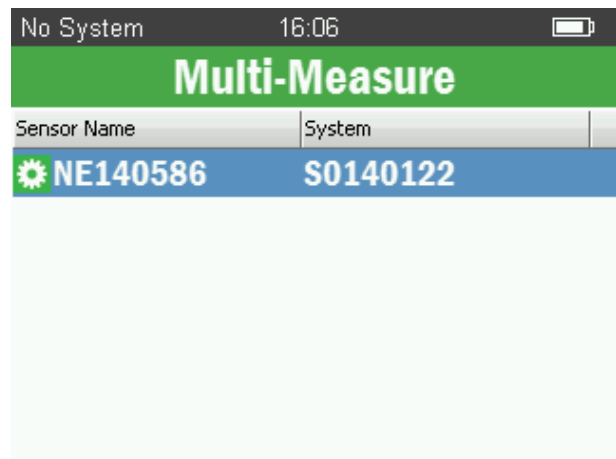 No System 16:06
Multi-Measure
Sensor Name System
NE140586 S0140122